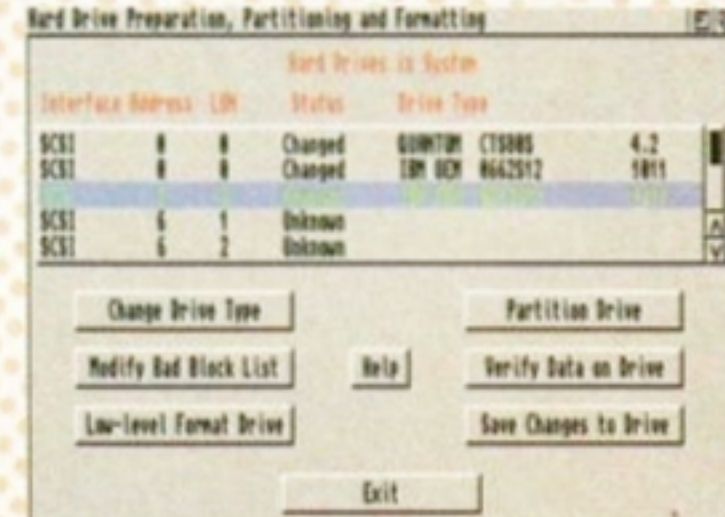 Hard Drive Preparation, Partitioning and Formatting
Hard Drives in System
Interface Address LUN Status Drive Type
SCSI 0 0 Changed QUANTUM 4.2
SCSI 0 0 Changed IBM OEM 0662S12 1011
SCSI 6 1 Unknown
SCSI 6 2 Unknown
Change Drive Type
Partition Drive
Modify Bad Block List
Help
Verify Data on Drive
Low-level Format Drive
Save Changes to Drive
Exit